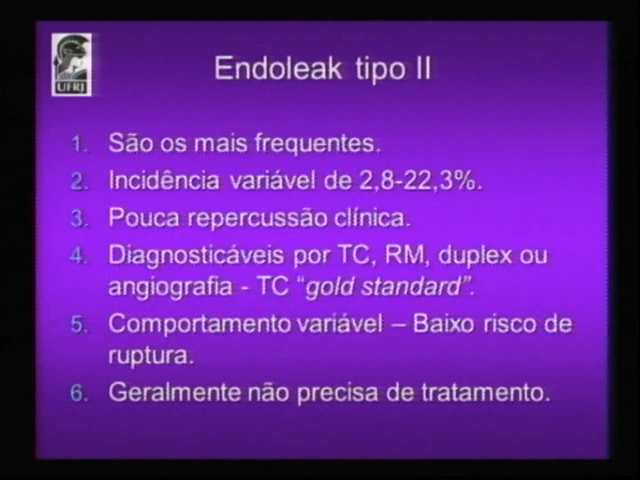 UFRJ
Endoleak tipo II
1. São os mais frequentes.
2. Incidência variável de 2,8-22,3%.
3. Pouca repercussão clínica.
4. Diagnosticáveis por TC, RM, duplex ou
angiografia - TC “gold standard”.
5. Comportamento variável – Baixo risco de
ruptura.
6. Geralmente não precisa de tratamento.